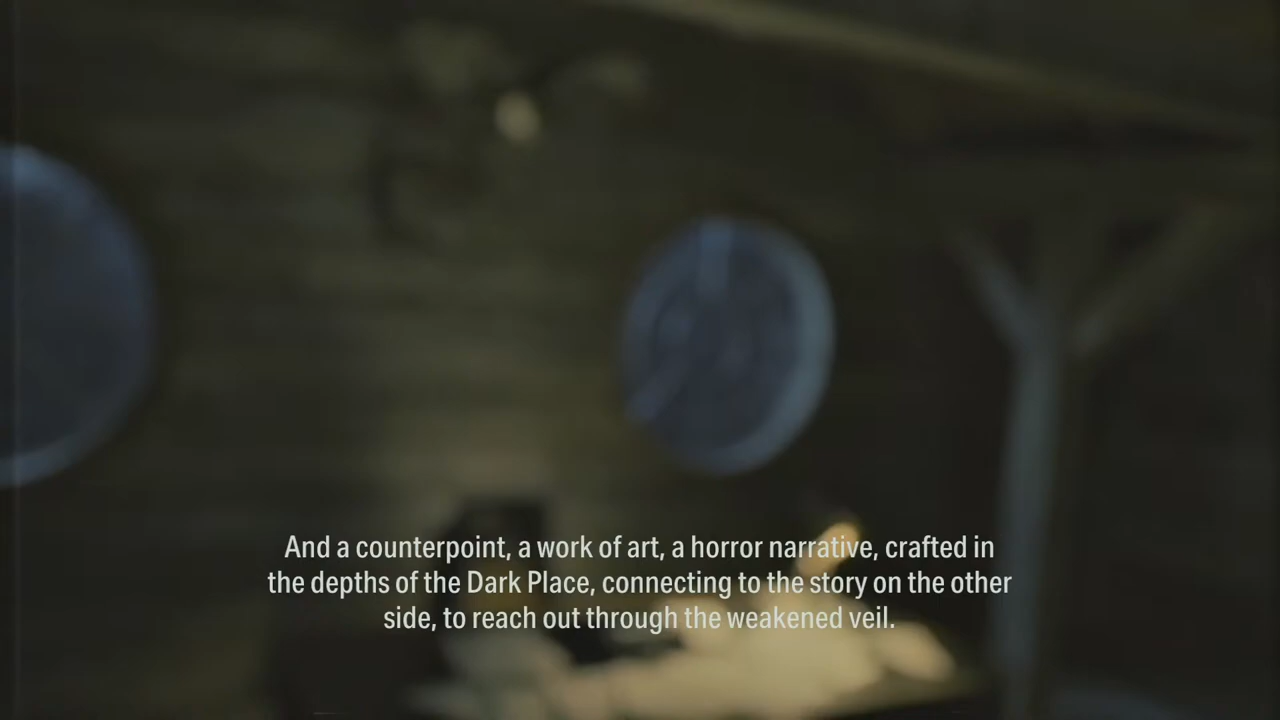 And a counterpoint, a work of art, a horror narrative, crafted in
the depths of the Dark Place, connecting to the story on the other
side, to reach out through the weakened veil.